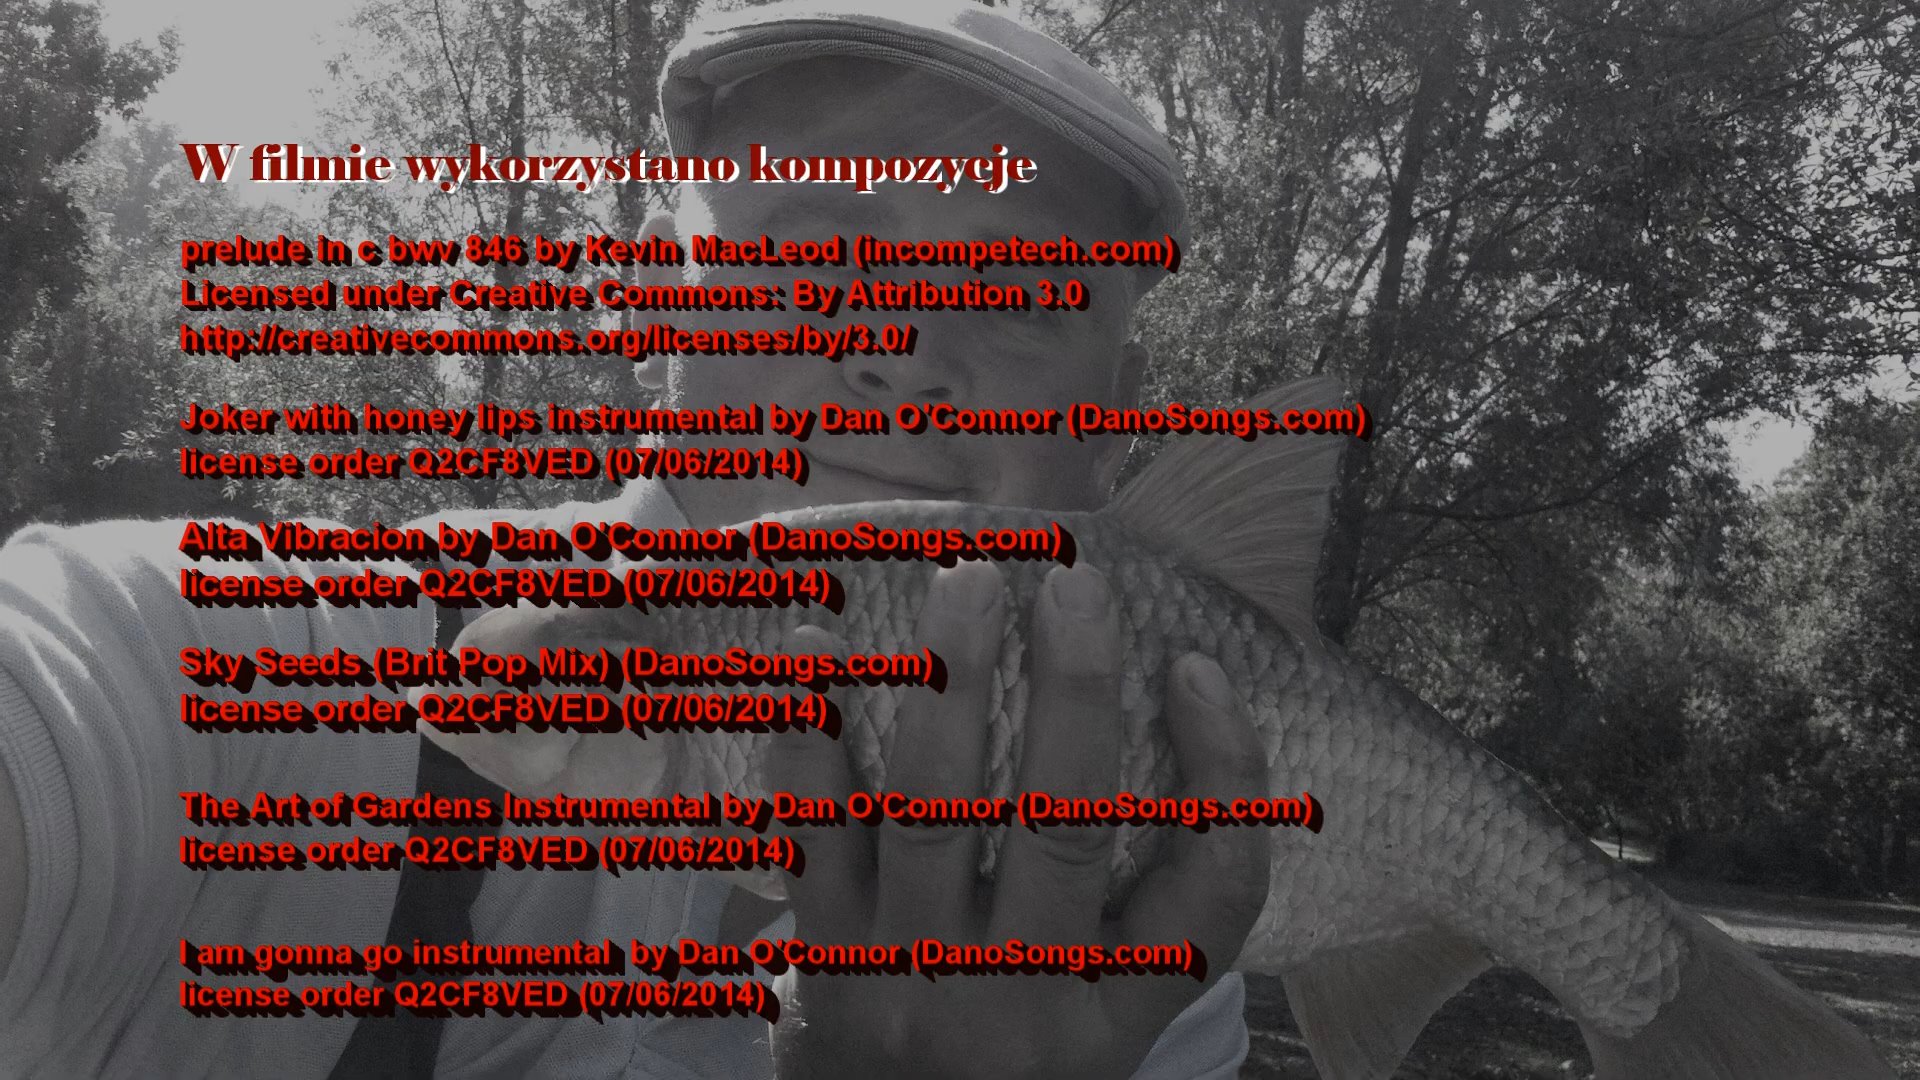 W filmie wykorzystano kompozycje
prelude in c bwv 846 by Kevin MacLeod (incompetech.com)
Licensed under Creative Commons: By Attribution 3.0
http://creativecommons.org/licenses/by/3.0/
Joker with honey lips instrumental by Dan O'Connor (DanoSongs.com)
license order Q2CF8VED (07/06/2014)
Alta Vibracion by Dan O'Connor (DanoSongs.com)
license order Q2CF8VED (07/06/2014)
Sky Seeds (Brit Pop Mix) (DanoSongs.com)
license order Q2CF8VED (07/06/2014)
The Art of Gardens Instrumental by Dan O'Connor (DanoSongs.com)
license order Q2CF8VED (07/06/2014)
I am gonna go instrumental  by Dan O'Connor (DanoSongs.com)
license order Q2CF8VED (07/06/2014)